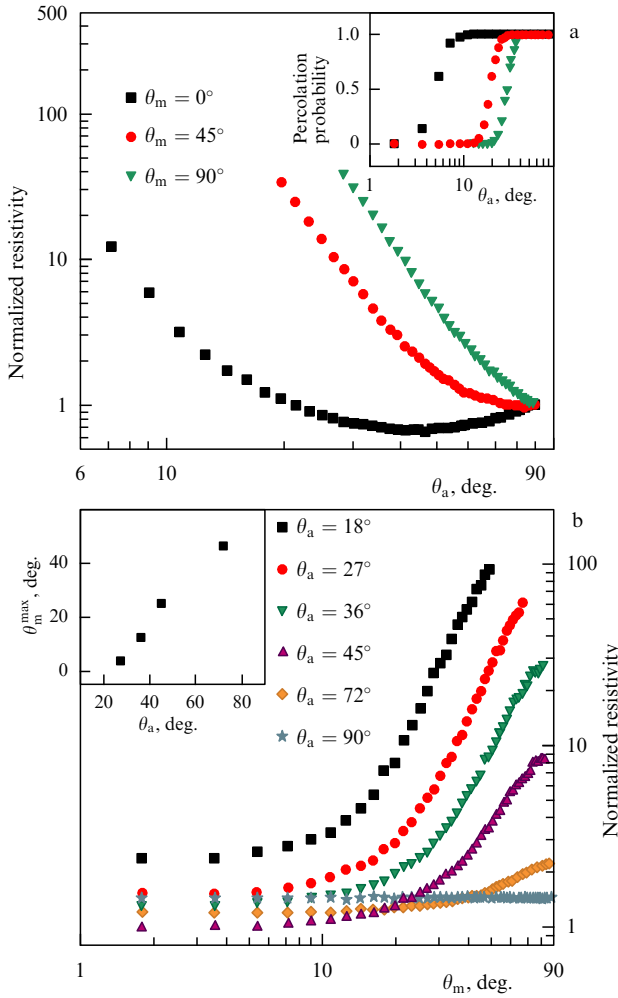 500
100
10
1
Normalized resistivity
6
10
90
θa, deg.
θm = 0°
θm = 45°
θm = 90°
a
1.0
0.5
0
Percolation
probability
1
10
θa, deg.
b
40
20
0
θm^max, deg.
20
40
60
80
θa, deg.
θa = 18°
θa = 27°
θa = 36°
θa = 45°
θa = 72°
θa = 90°
100
10
1
Normalized resistivity
1
10
90
θm, deg.